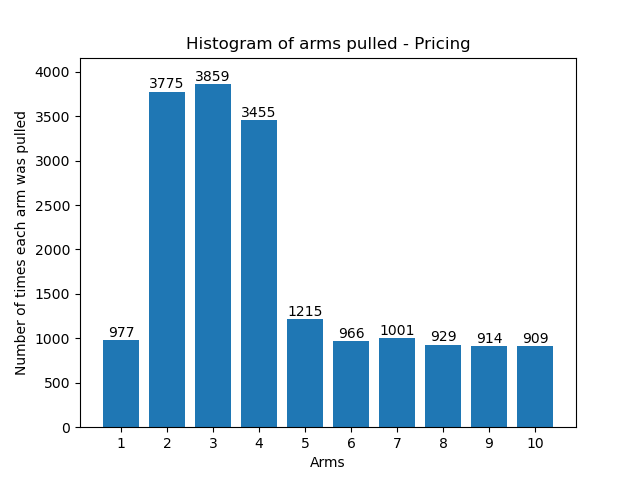 Histogram of arms pulled - Pricing
Number of times each arm was pulled
4000
3500
3000
2500
2000
1500
1000
500
0
977 3775 3859 3455 1215 966 1001 929 914 909
1 2 3 4 5 6 7 8 9 10
Arms